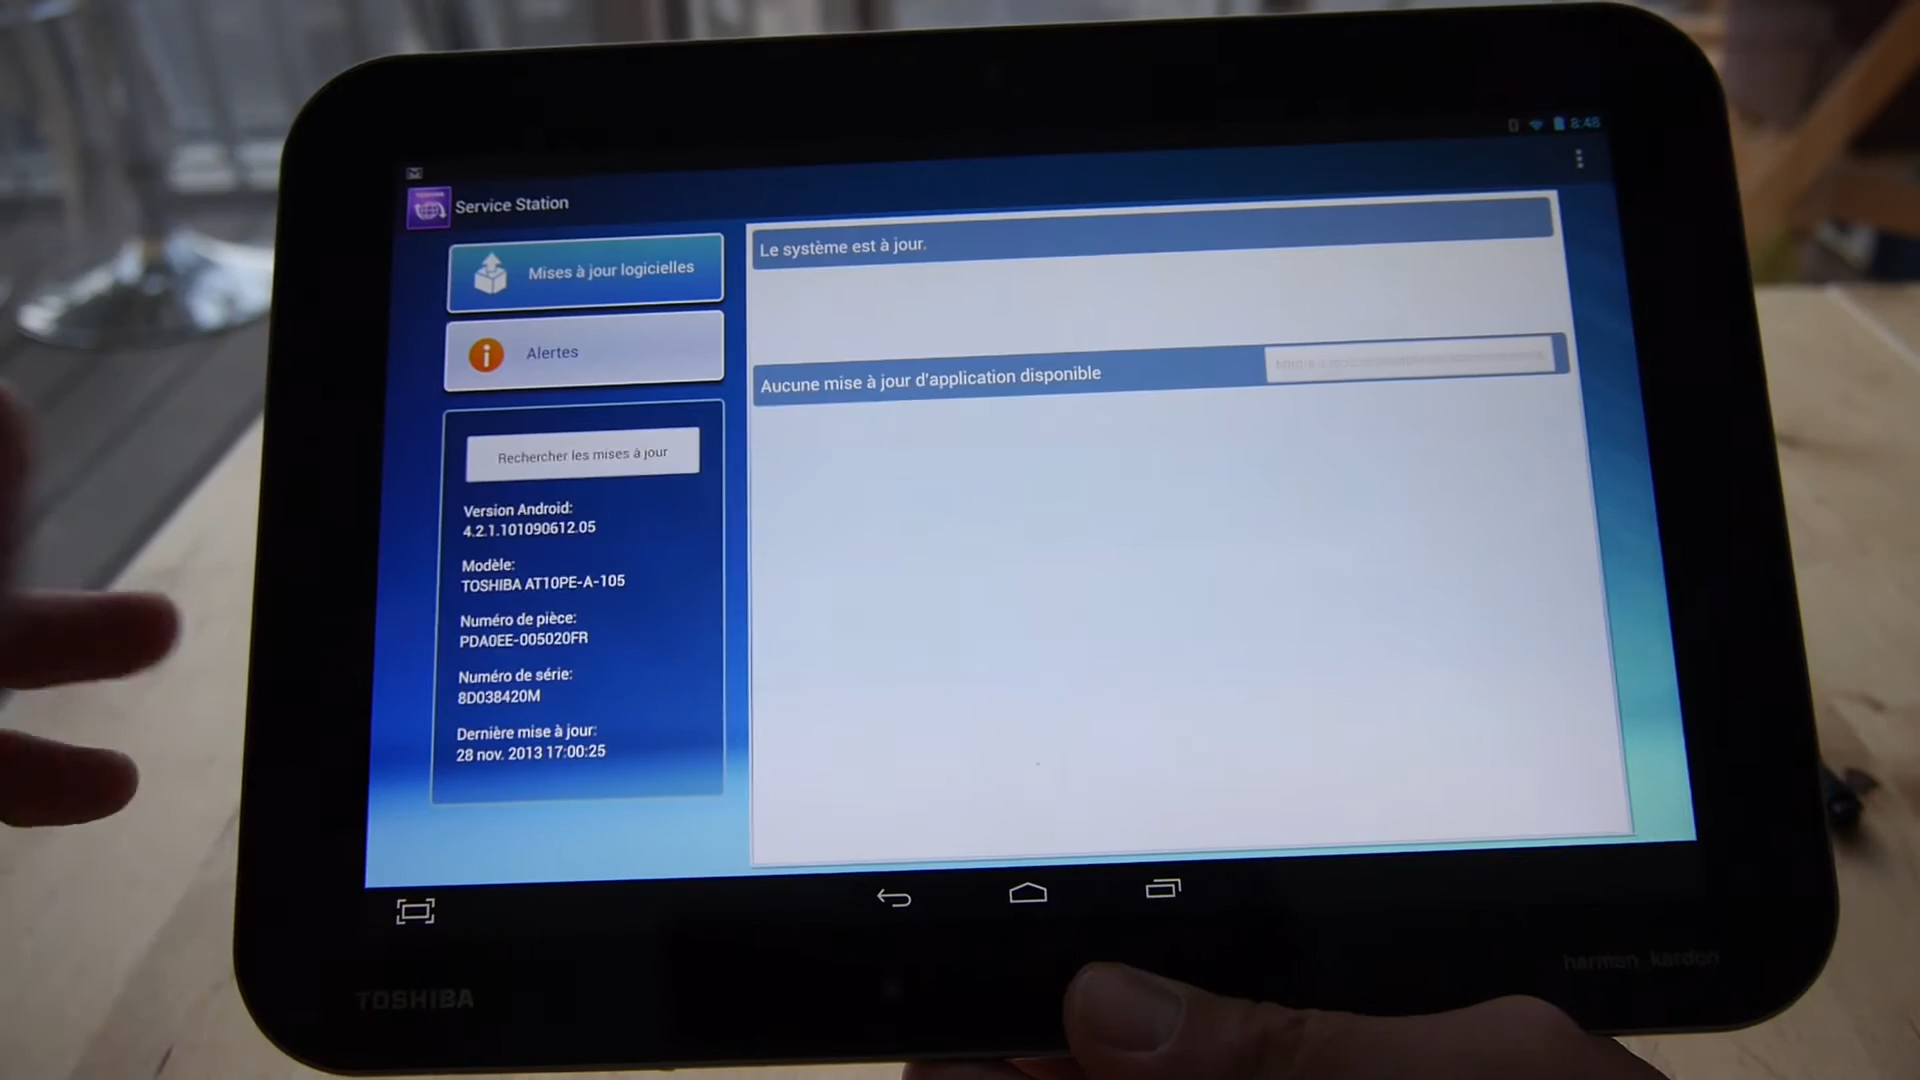 8:48
Service Station
Mises à jour logicielles
Alertes
Rechercher les mises à jour
Version Android:
4.2.1.101090612.05
Modèle:
TOSHIBA AT10PE-A-105
Numéro de pièce:
PDA0EE-005020FR
Numéro de série:
8D038420M
Dernière mise à jour:
28 nov. 2013 17:00:25
Le système est à jour.
Aucune mise à jour d'application disponible
TOSHIBA
harman kardon